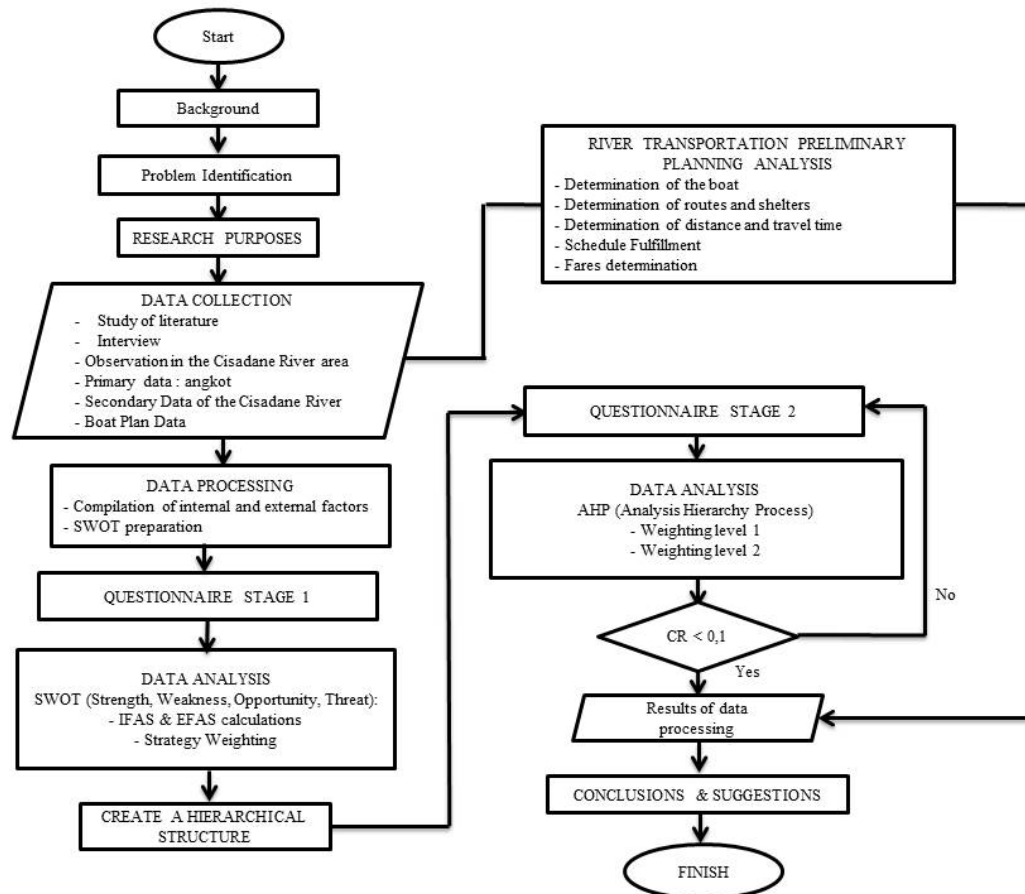 Start
Background
Problem Identification
RESEARCH PURPOSES
DATA COLLECTION
- Study of literature
- Interview
- Observation in the Cisadane River area
- Primary data : angkot
- Secondary Data of the Cisadane River
- Boat Plan Data
DATA PROCESSING
- Compilation of internal and external factors
- SWOT preparation
QUESTIONNAIRE STAGE 1
DATA ANALYSIS
SWOT (Strength, Weakness, Opportunity, Threat):
- IFAS & EFAS calculations
- Strategy Weighting
CREATE A HIERARCHICAL
STRUCTURE
RIVER TRANSPORTATION PRELIMINARY
PLANNING ANALYSIS
- Determination of the boat
- Determination of routes and shelters
- Determination of distance and travel time
- Schedule Fulfillment
- Fares determination
QUESTIONNAIRE STAGE 2
DATA ANALYSIS
AHP (Analysis Hierarchy Process)
- Weighting level 1
- Weighting level 2
No
CR < 0,1
Yes
Results of data
processing
CONCLUSIONS & SUGGESTIONS
FINISH